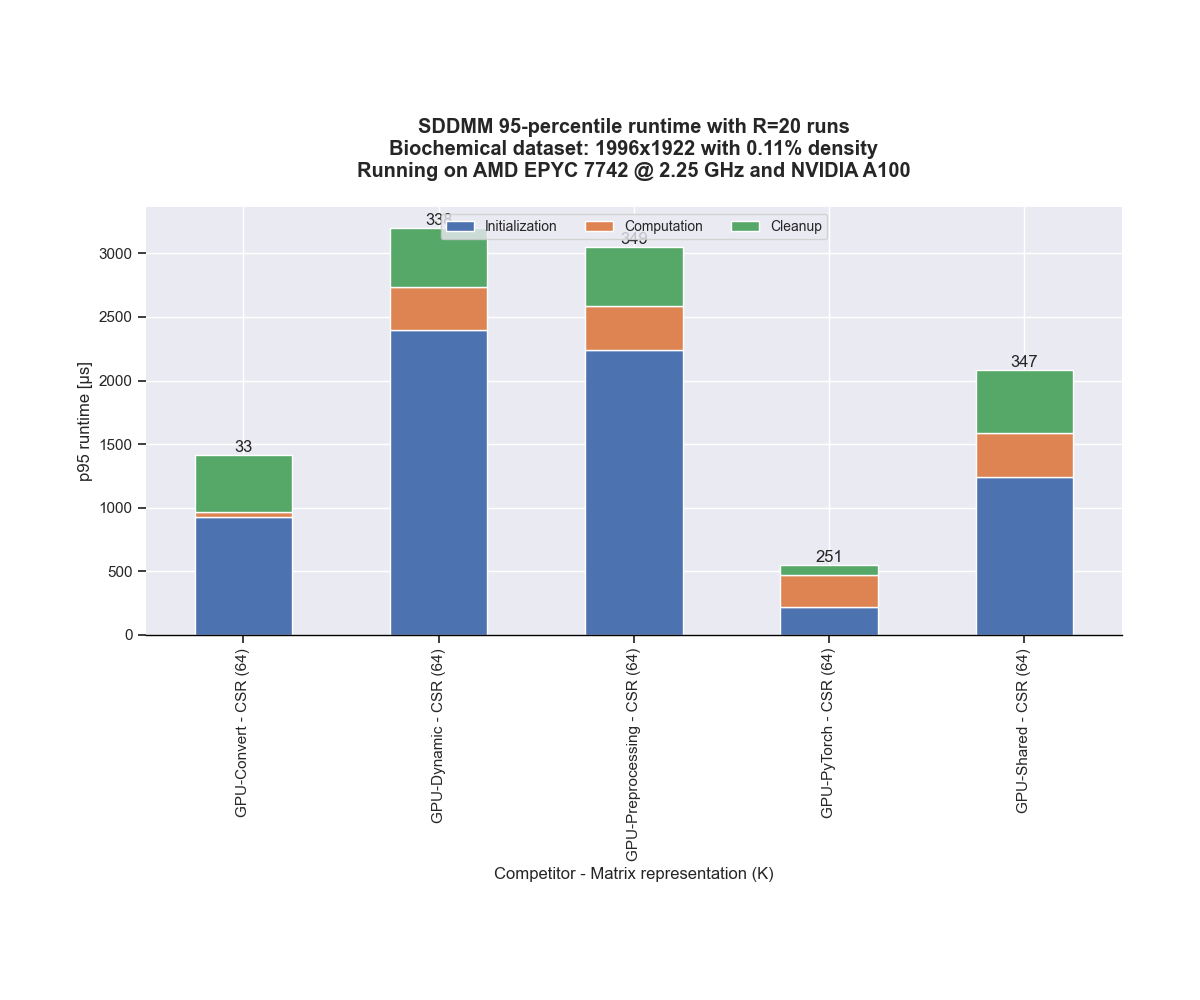 SDDMM 95-percentile runtime with R=20 runs
Biochemical dataset: 1996x1922 with 0.11% density
Running on AMD EPYC 7742 @ 2.25 GHz and NVIDIA A100
Initialization Computation Cleanup
338
349
33
251
347
p95 runtime [µs]
3000
2500
2000
1500
1000
500
0
GPU-Convert - CSR (64)
GPU-Dynamic - CSR (64)
GPU-Preprocessing - CSR (64)
GPU-PyTorch - CSR (64)
GPU-Shared - CSR (64)
Competitor - Matrix representation (K)